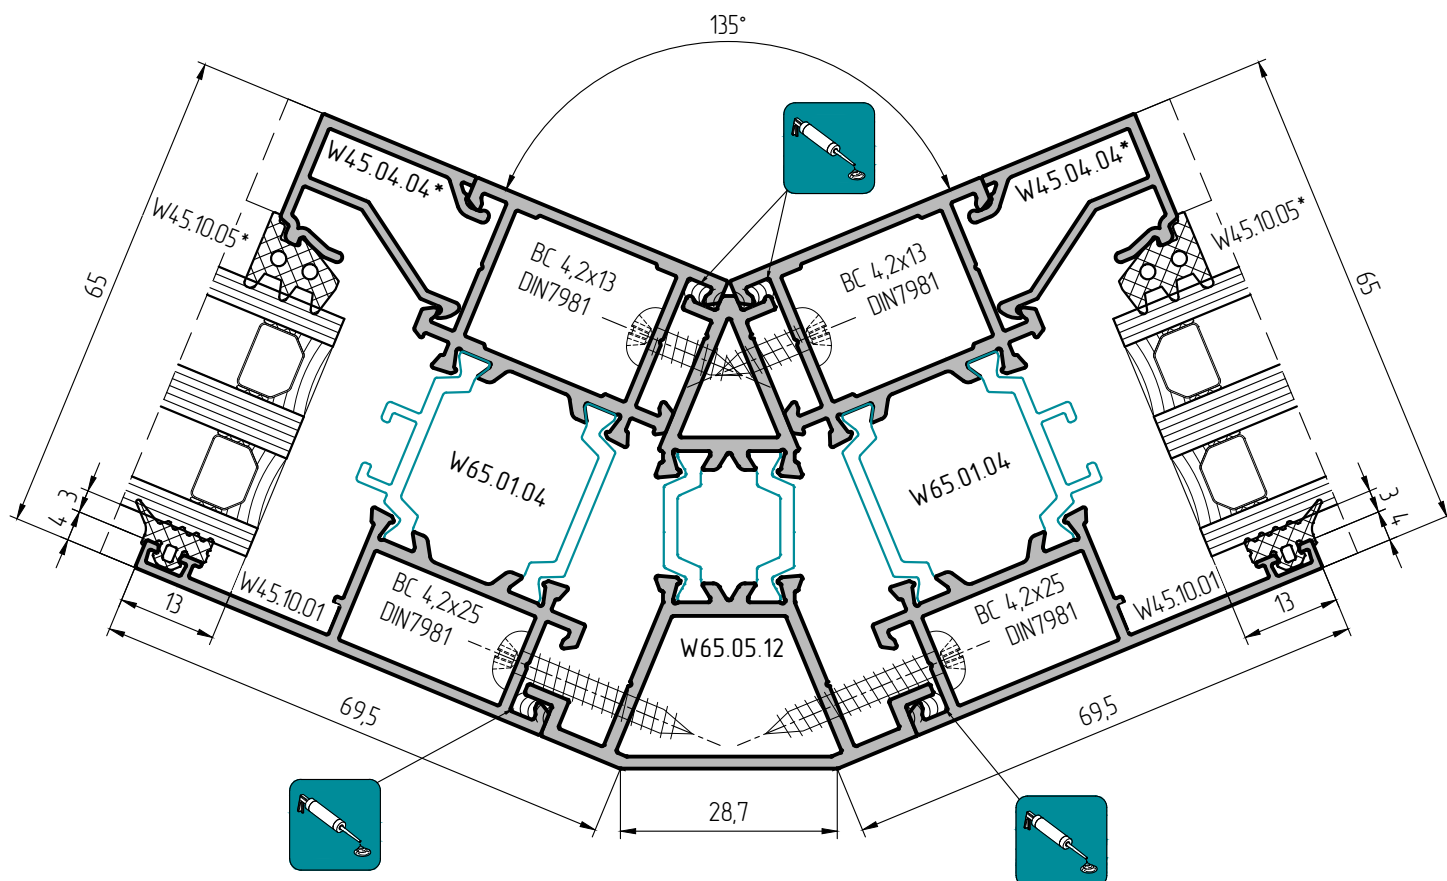 135°
W45.04.04*
W45.04.04*
W45.10.05*
W45.10.05*
BC 4,2x13
DIN7981
BC 4,2x13
DIN7981
65
65
W65.01.04
W65.01.04
3
4
3
4
W45.10.01
W45.10.01
BC 4,2x25
DIN7981
BC 4,2x25
DIN7981
13
13
W65.05.12
69,5
69,5
28,7